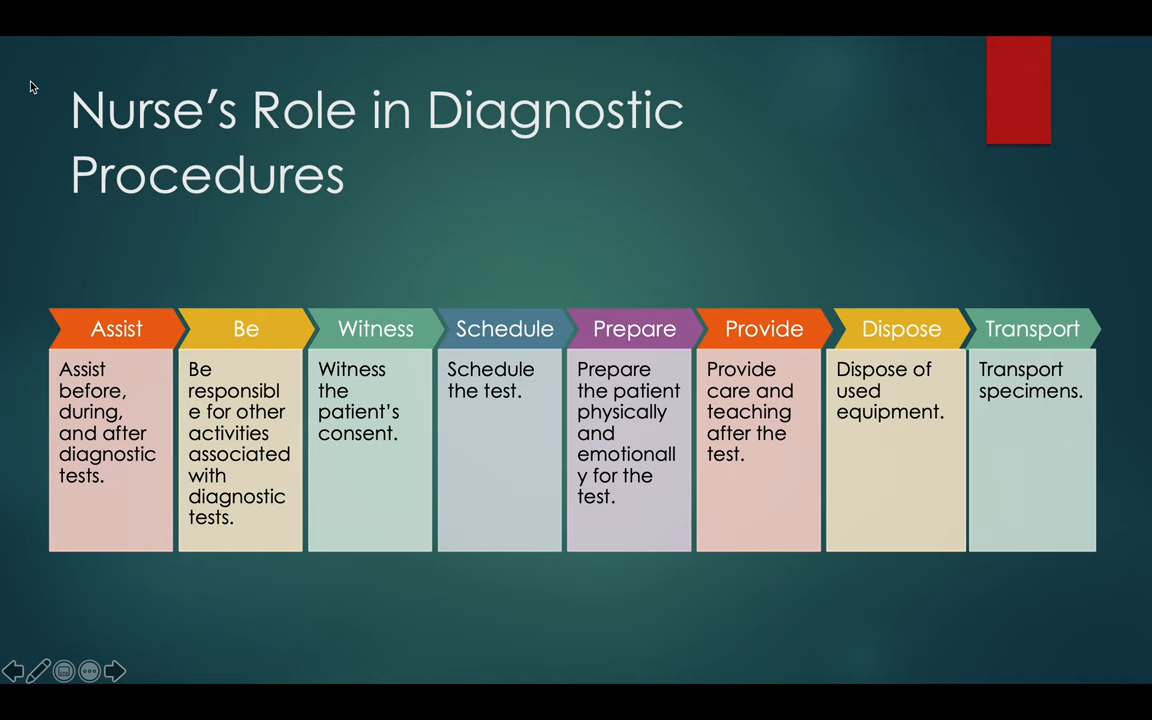 Nurse’s Role in Diagnostic
Procedures
Assist
Assist
before,
during,
and after
diagnostic
tests.
Be
Be
responsibl
e for other
activities
associated
with
diagnostic
tests.
Witness
Witness
the
patient’s
consent.
Schedule
Schedule
the test.
Prepare
Prepare
the patient
physically
and
emotionall
y for the
test.
Provide
Provide
care and
teaching
after the
test.
Dispose
Dispose of
used
equipment.
Transport
Transport
specimens.